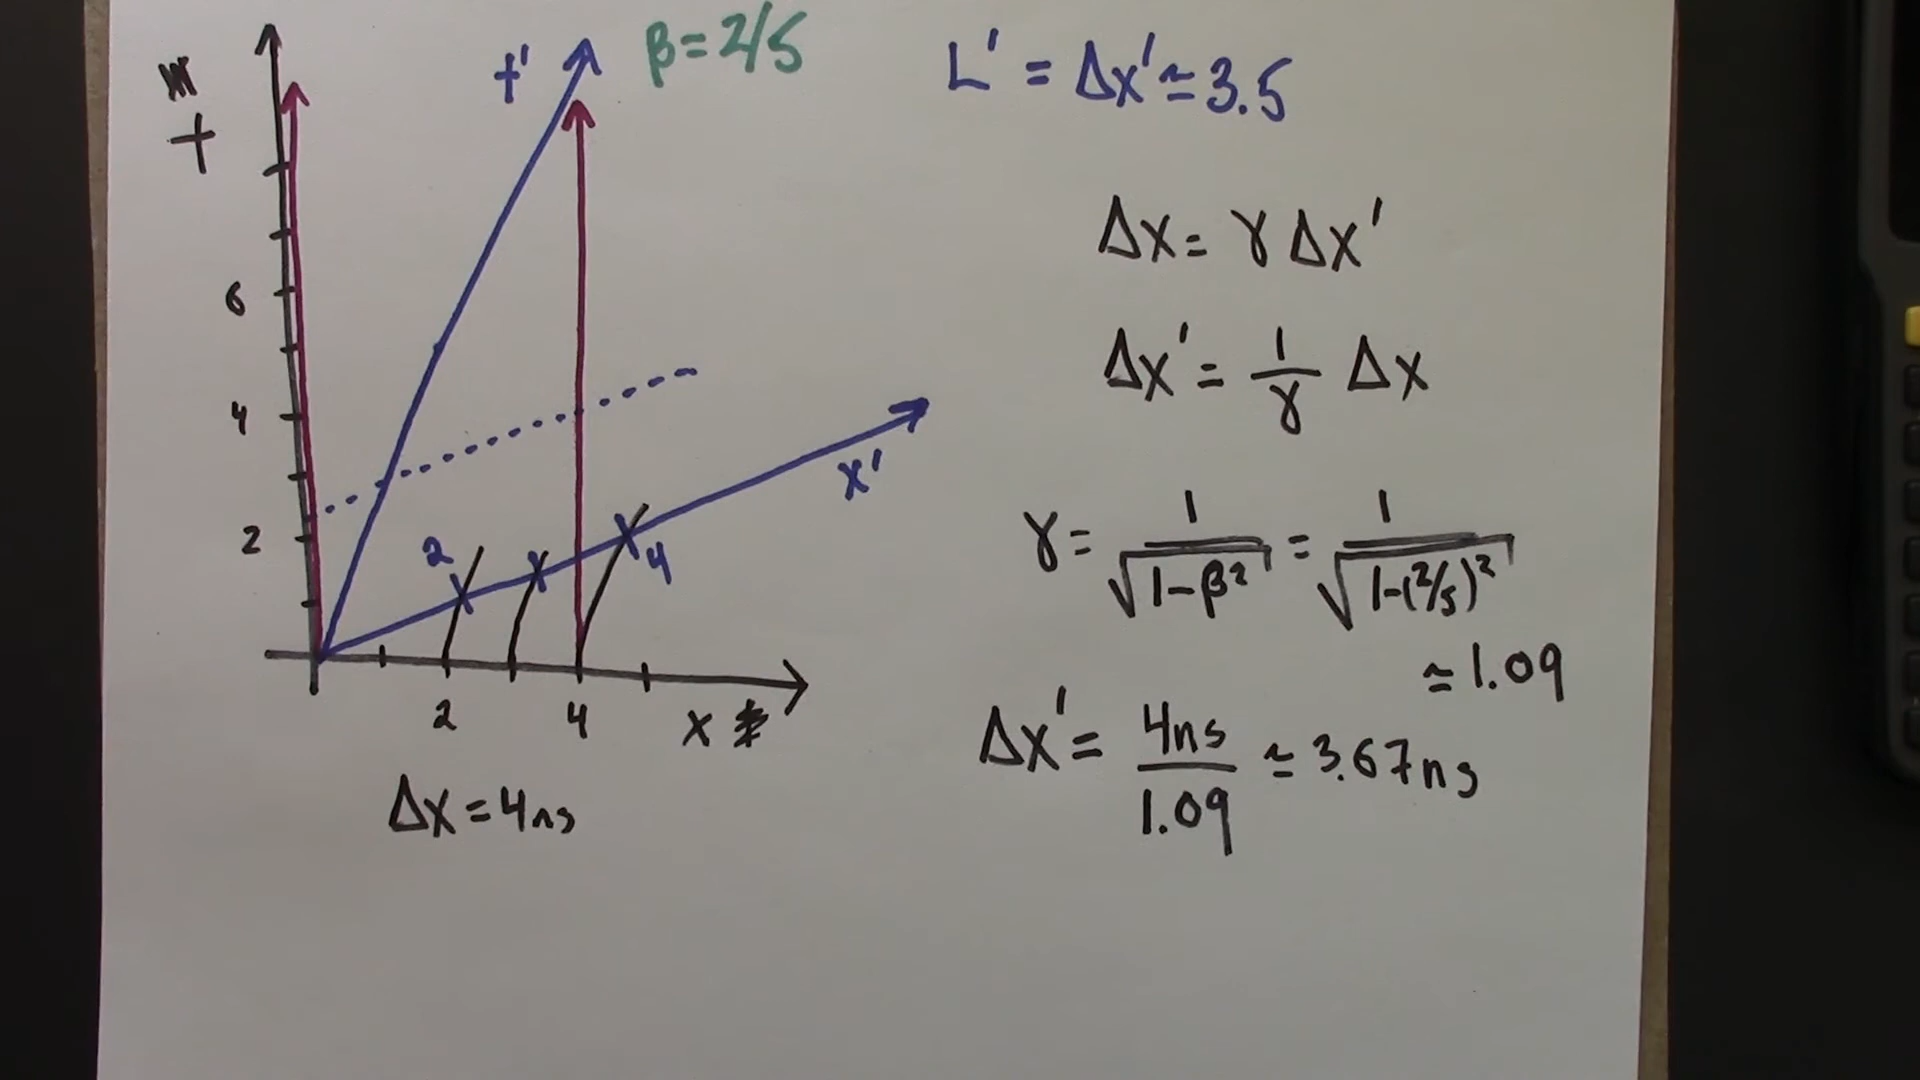 t
t'
β = 2/5
6
4
2
2
4
x'
2
4
x
Δx = 4ns
L' = Δx' ≃ 3.5
Δx = γ Δx'
Δx' = 1/γ Δx
γ = 1/√(1-β²) = 1/√(1-(2/5)²)
≃ 1.09
Δx' = 4ns/1.09 ≃ 3.67ns